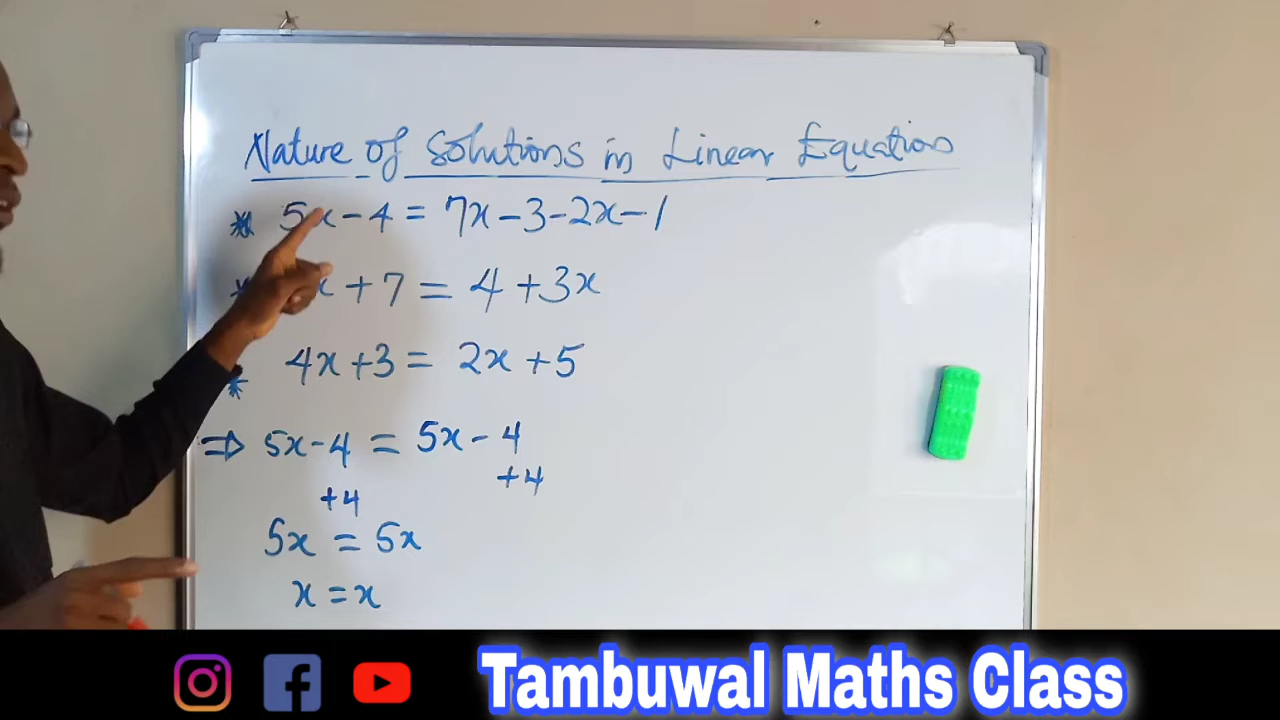 Nature of Solutions in Linear Equations
* 5x-4 = 7x-3-2x-1
* x + 7 = 4 + 3x
* 4x+3 = 2x+5
⇒ 5x-4 = 5x-4
+4 +4
5x = 5x
x = x
Tambuwal Maths Class